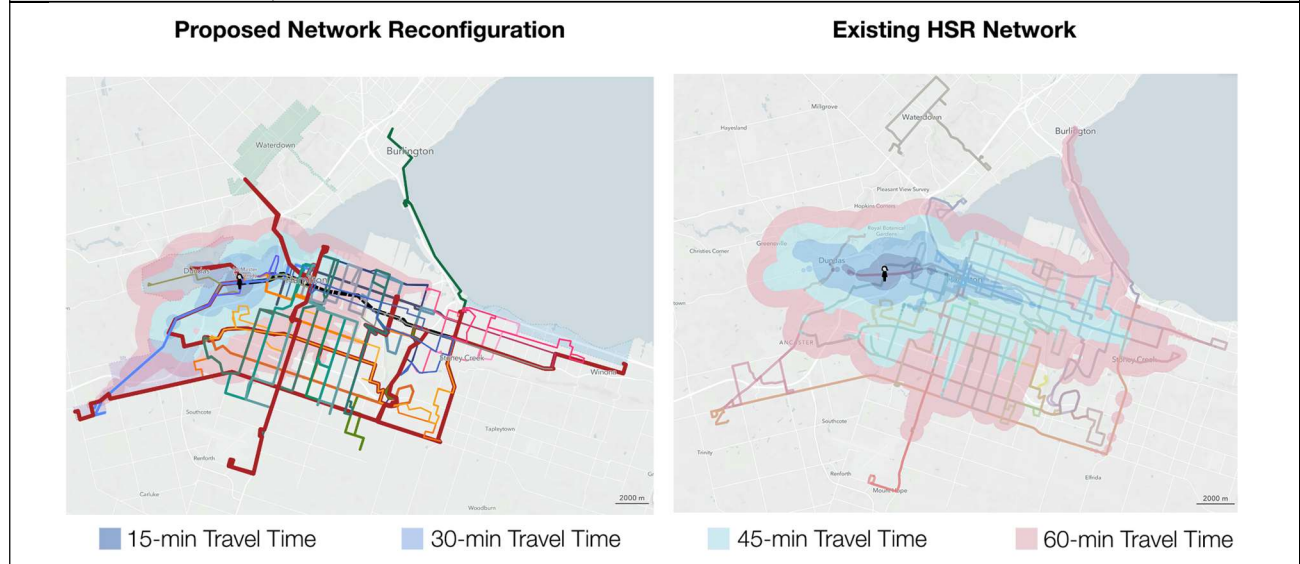 Proposed Network Reconfiguration
Existing HSR Network
Waterdown
Burlington
Stoney Creek
Winona
Southcote
Tapleytown
Renforth
Carluke
Woodburn
2000 m
Millgrove
Waterdown
Haysland
Burlington
Pleasant View Survey
Hopkins Corners
Royal Botanical
Gardens
Christies Corner
Greensville
Dundas
ANCASTER
Stoney Creek
Southcote
Trinity
Renforth
Elfrida
Mount Hope
2000 m
15-min Travel Time
30-min Travel Time
45-min Travel Time
60-min Travel Time